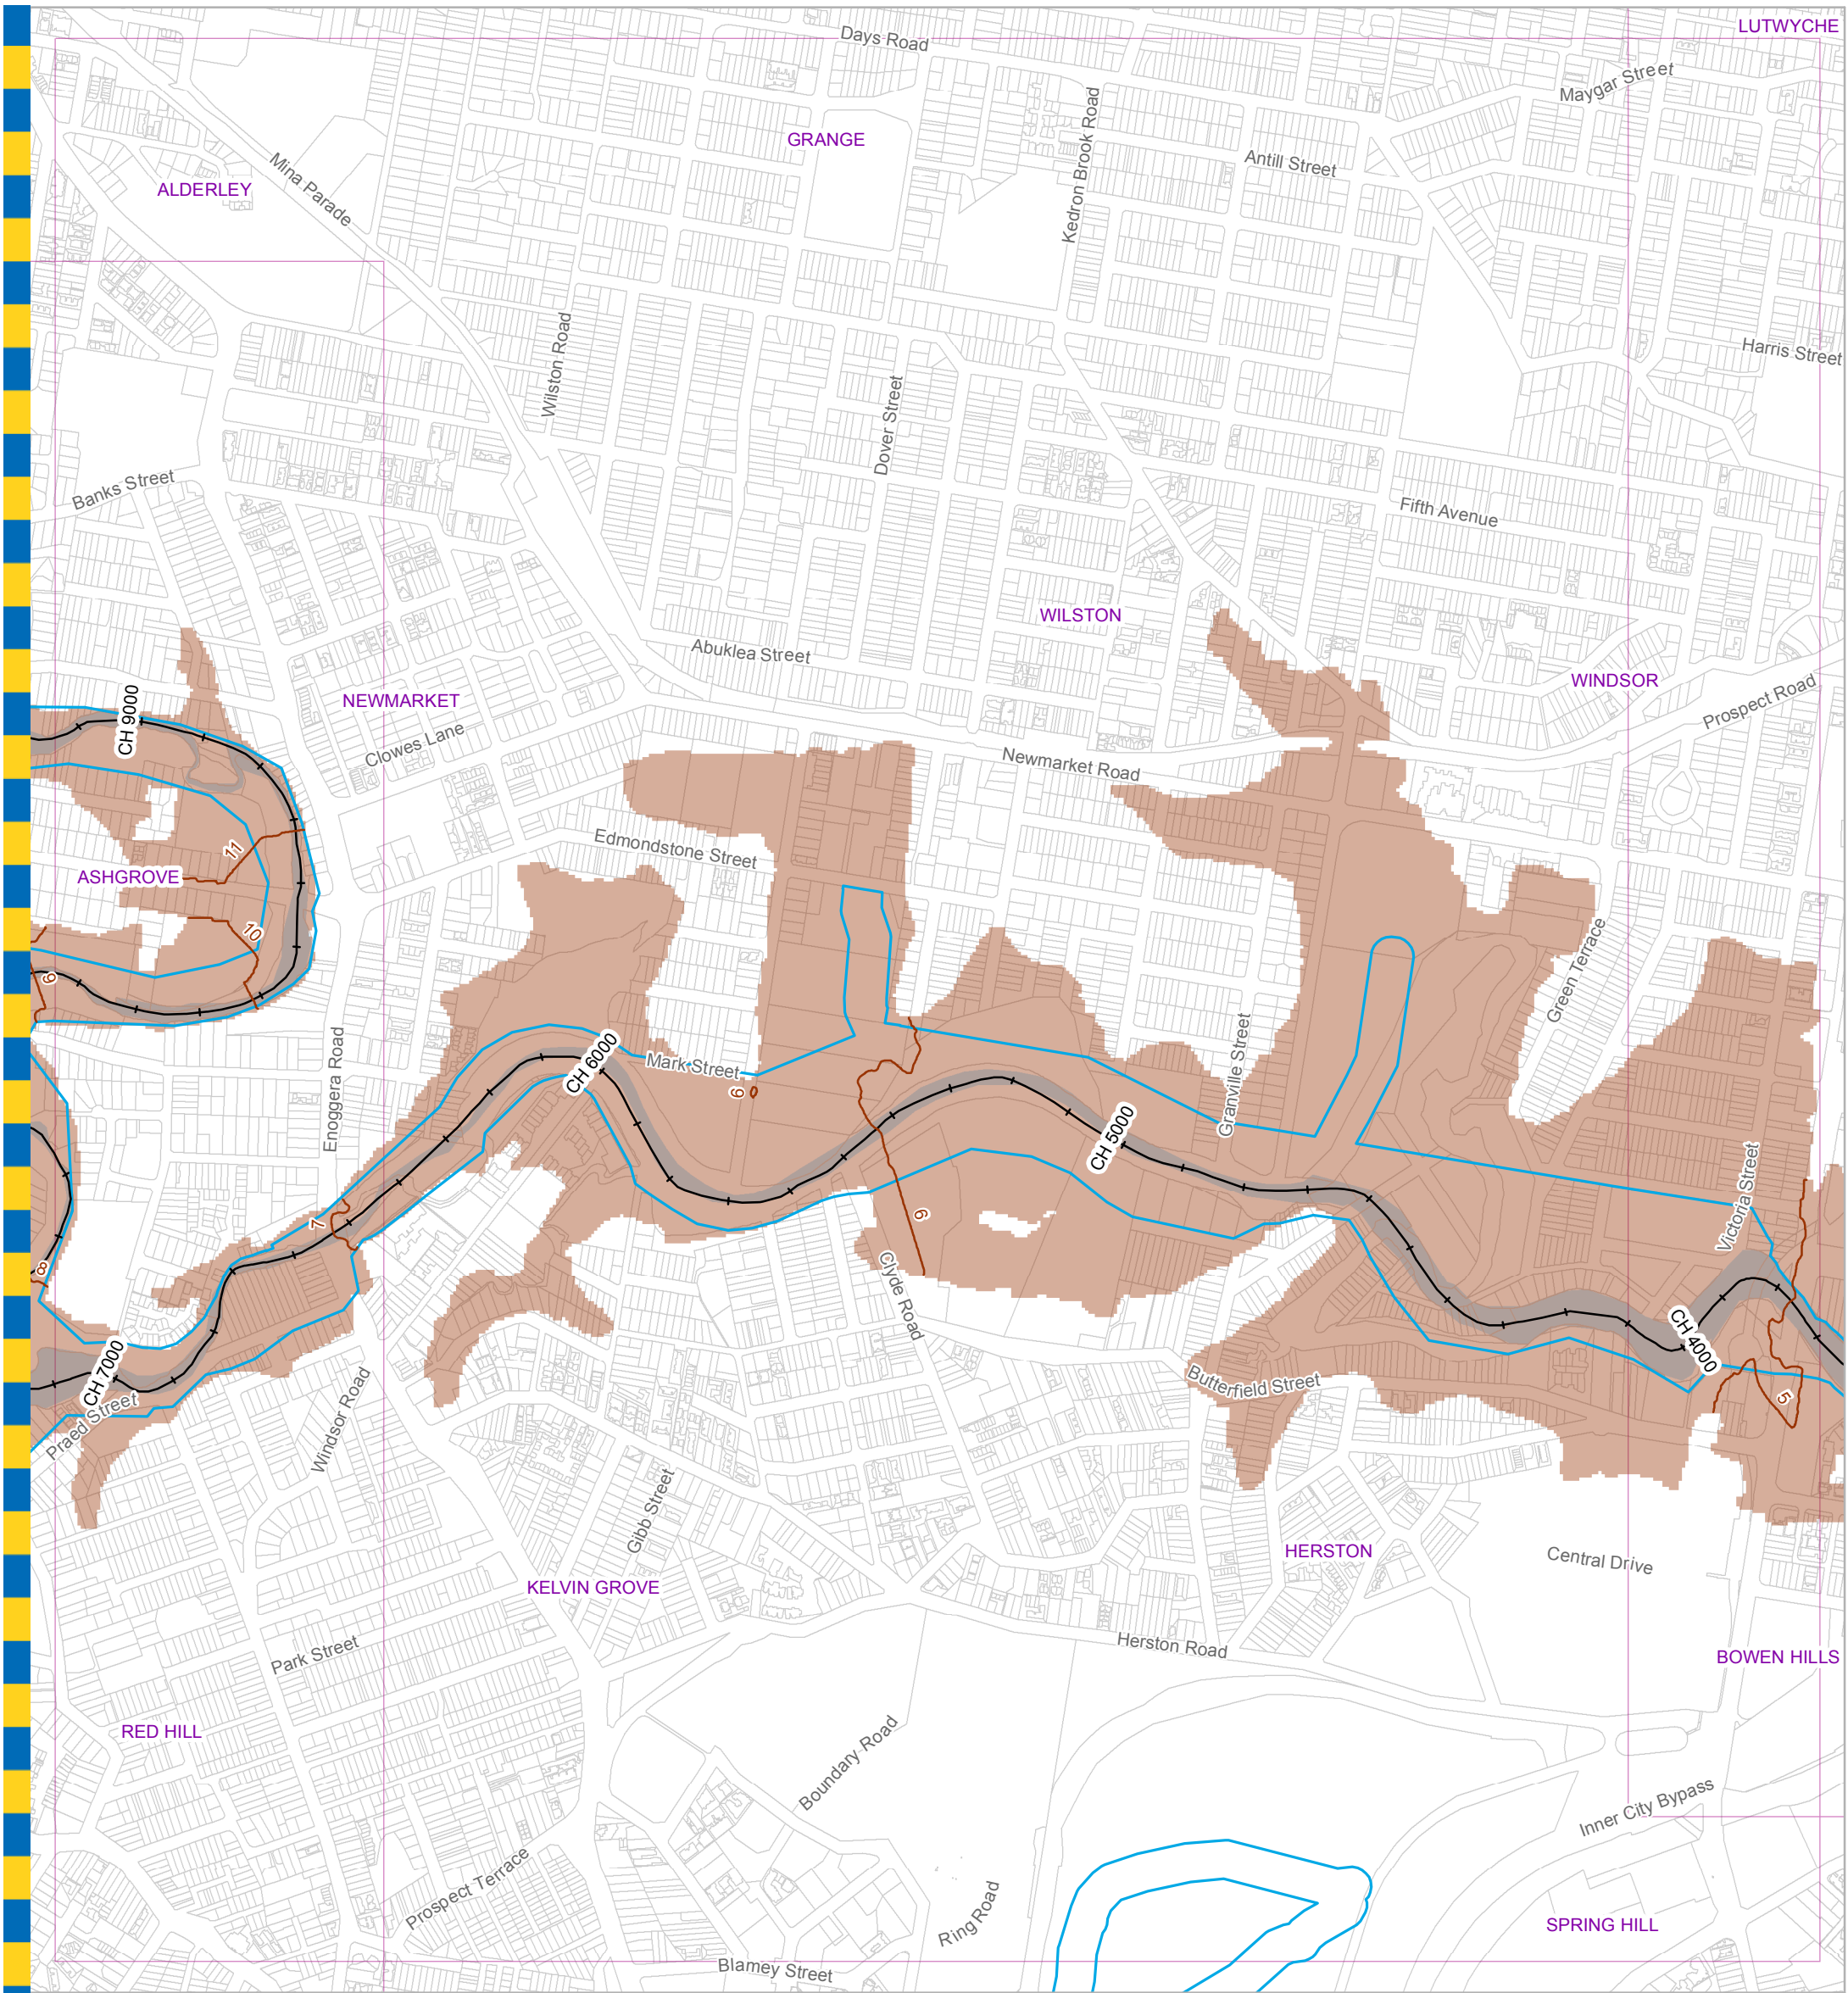 LUTWYCHE
Days Road
Maygar Street
GRANGE
Kedron Brook Road
Antill Street
Mina Parade
ALDERLEY
Harris Street
Wilston Road
Dover Street
Banks Street
Fifth Avenue
WILSTON
Abuklea Street
WINDSOR
NEWMARKET
CH 9000
Prospect Road
Clowes Lane
Newmarket Road
11
Edmondstone Street
ASHGROVE
10
9
Green Terrace
Enoggera Road
CH 6000
Mark Street
6
Granville Street
CH 5000
Victoria Street
7
6
8
Clyde Road
CH 4000
CH 7000
Butterfield Street
5
Praed Street
Windsor Road
Gibb Street
HERSTON
Central Drive
KELVIN GROVE
Herston Road
Park Street
BOWEN HILLS
RED HILL
Boundary Road
Inner City Bypass
Prospect Terrace
Ring Road
SPRING HILL
Blamey Street